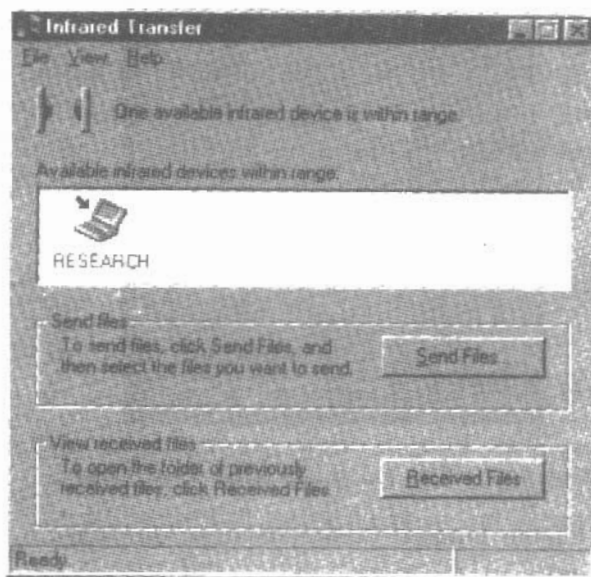 Infrared Transfer
File View Help
One available infrared device is within range.
Available infrared devices within range:
RESEARCH
Send files
To send files, click Send Files, and
then select the files you want to send.
Send Files...
View received files
To open the folder of previously
received files, click Received Files.
Received Files
Ready